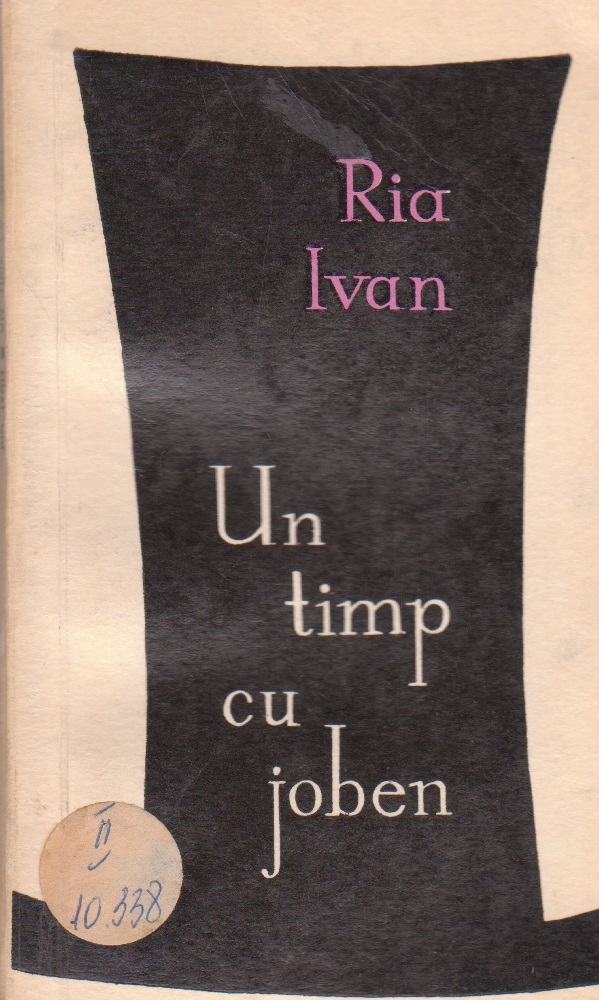 Ria
Ivan
Un
timp
cu
joben
II
10.338